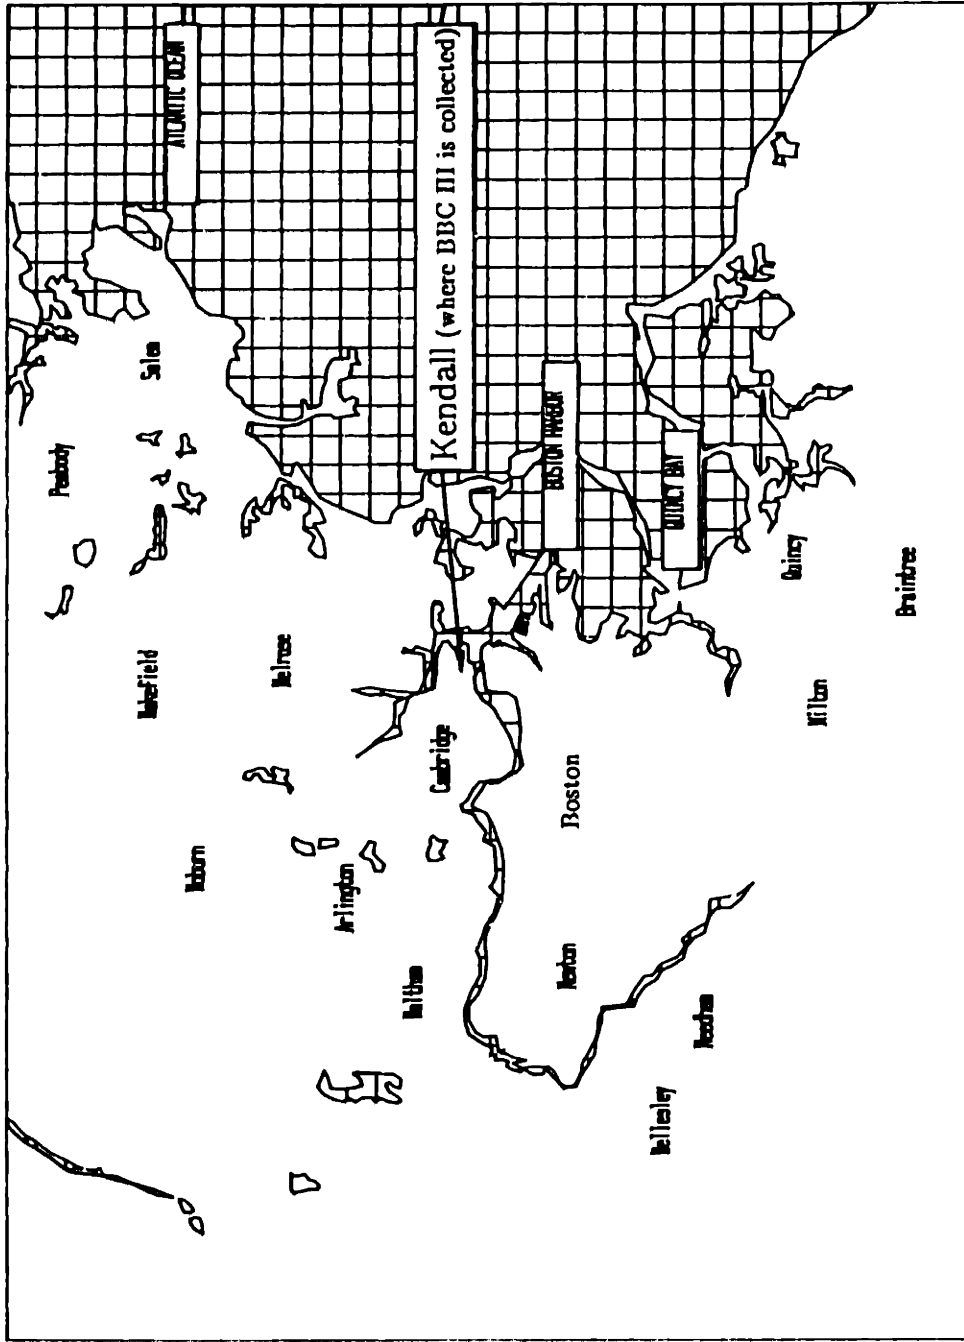 ATLANTIC OCEAN
Peabody
Salem
Wakefield
Melrose
Woburn
Arlington
Kendall (where BBC III is collected)
Cambridge
Waltham
BOSTON HARBOR
Boston
Newton
QUINCY BAY
Needham
Wellesley
Quincy
Milton
Braintree